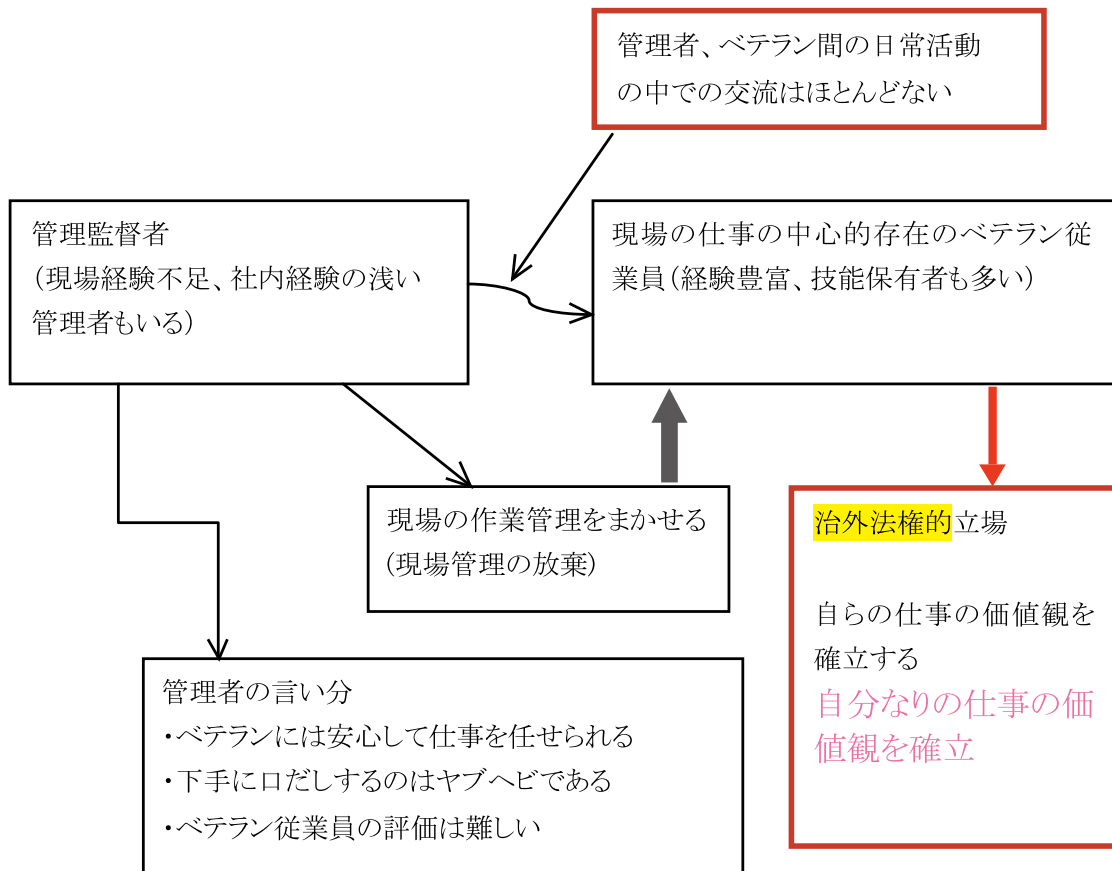 管理者、ベテラン間の日常活動
の中での交流はほとんどない
管理監督者
（現場経験不足、社内経験の浅い
管理者もいる）
現場の仕事の中心的存在のベテラン従
業員（経験豊富、技能保有者も多い）
現場の作業管理をまかせる
（現場管理の放棄）
治外法権的立場
自らの仕事の価値観を
確立する
自分なりの仕事の価
値観を確立
管理者の言い分
・ベテランには安心して仕事を任せられる
・下手に口だしするのはヤブヘビである
・ベテラン従業員の評価は難しい